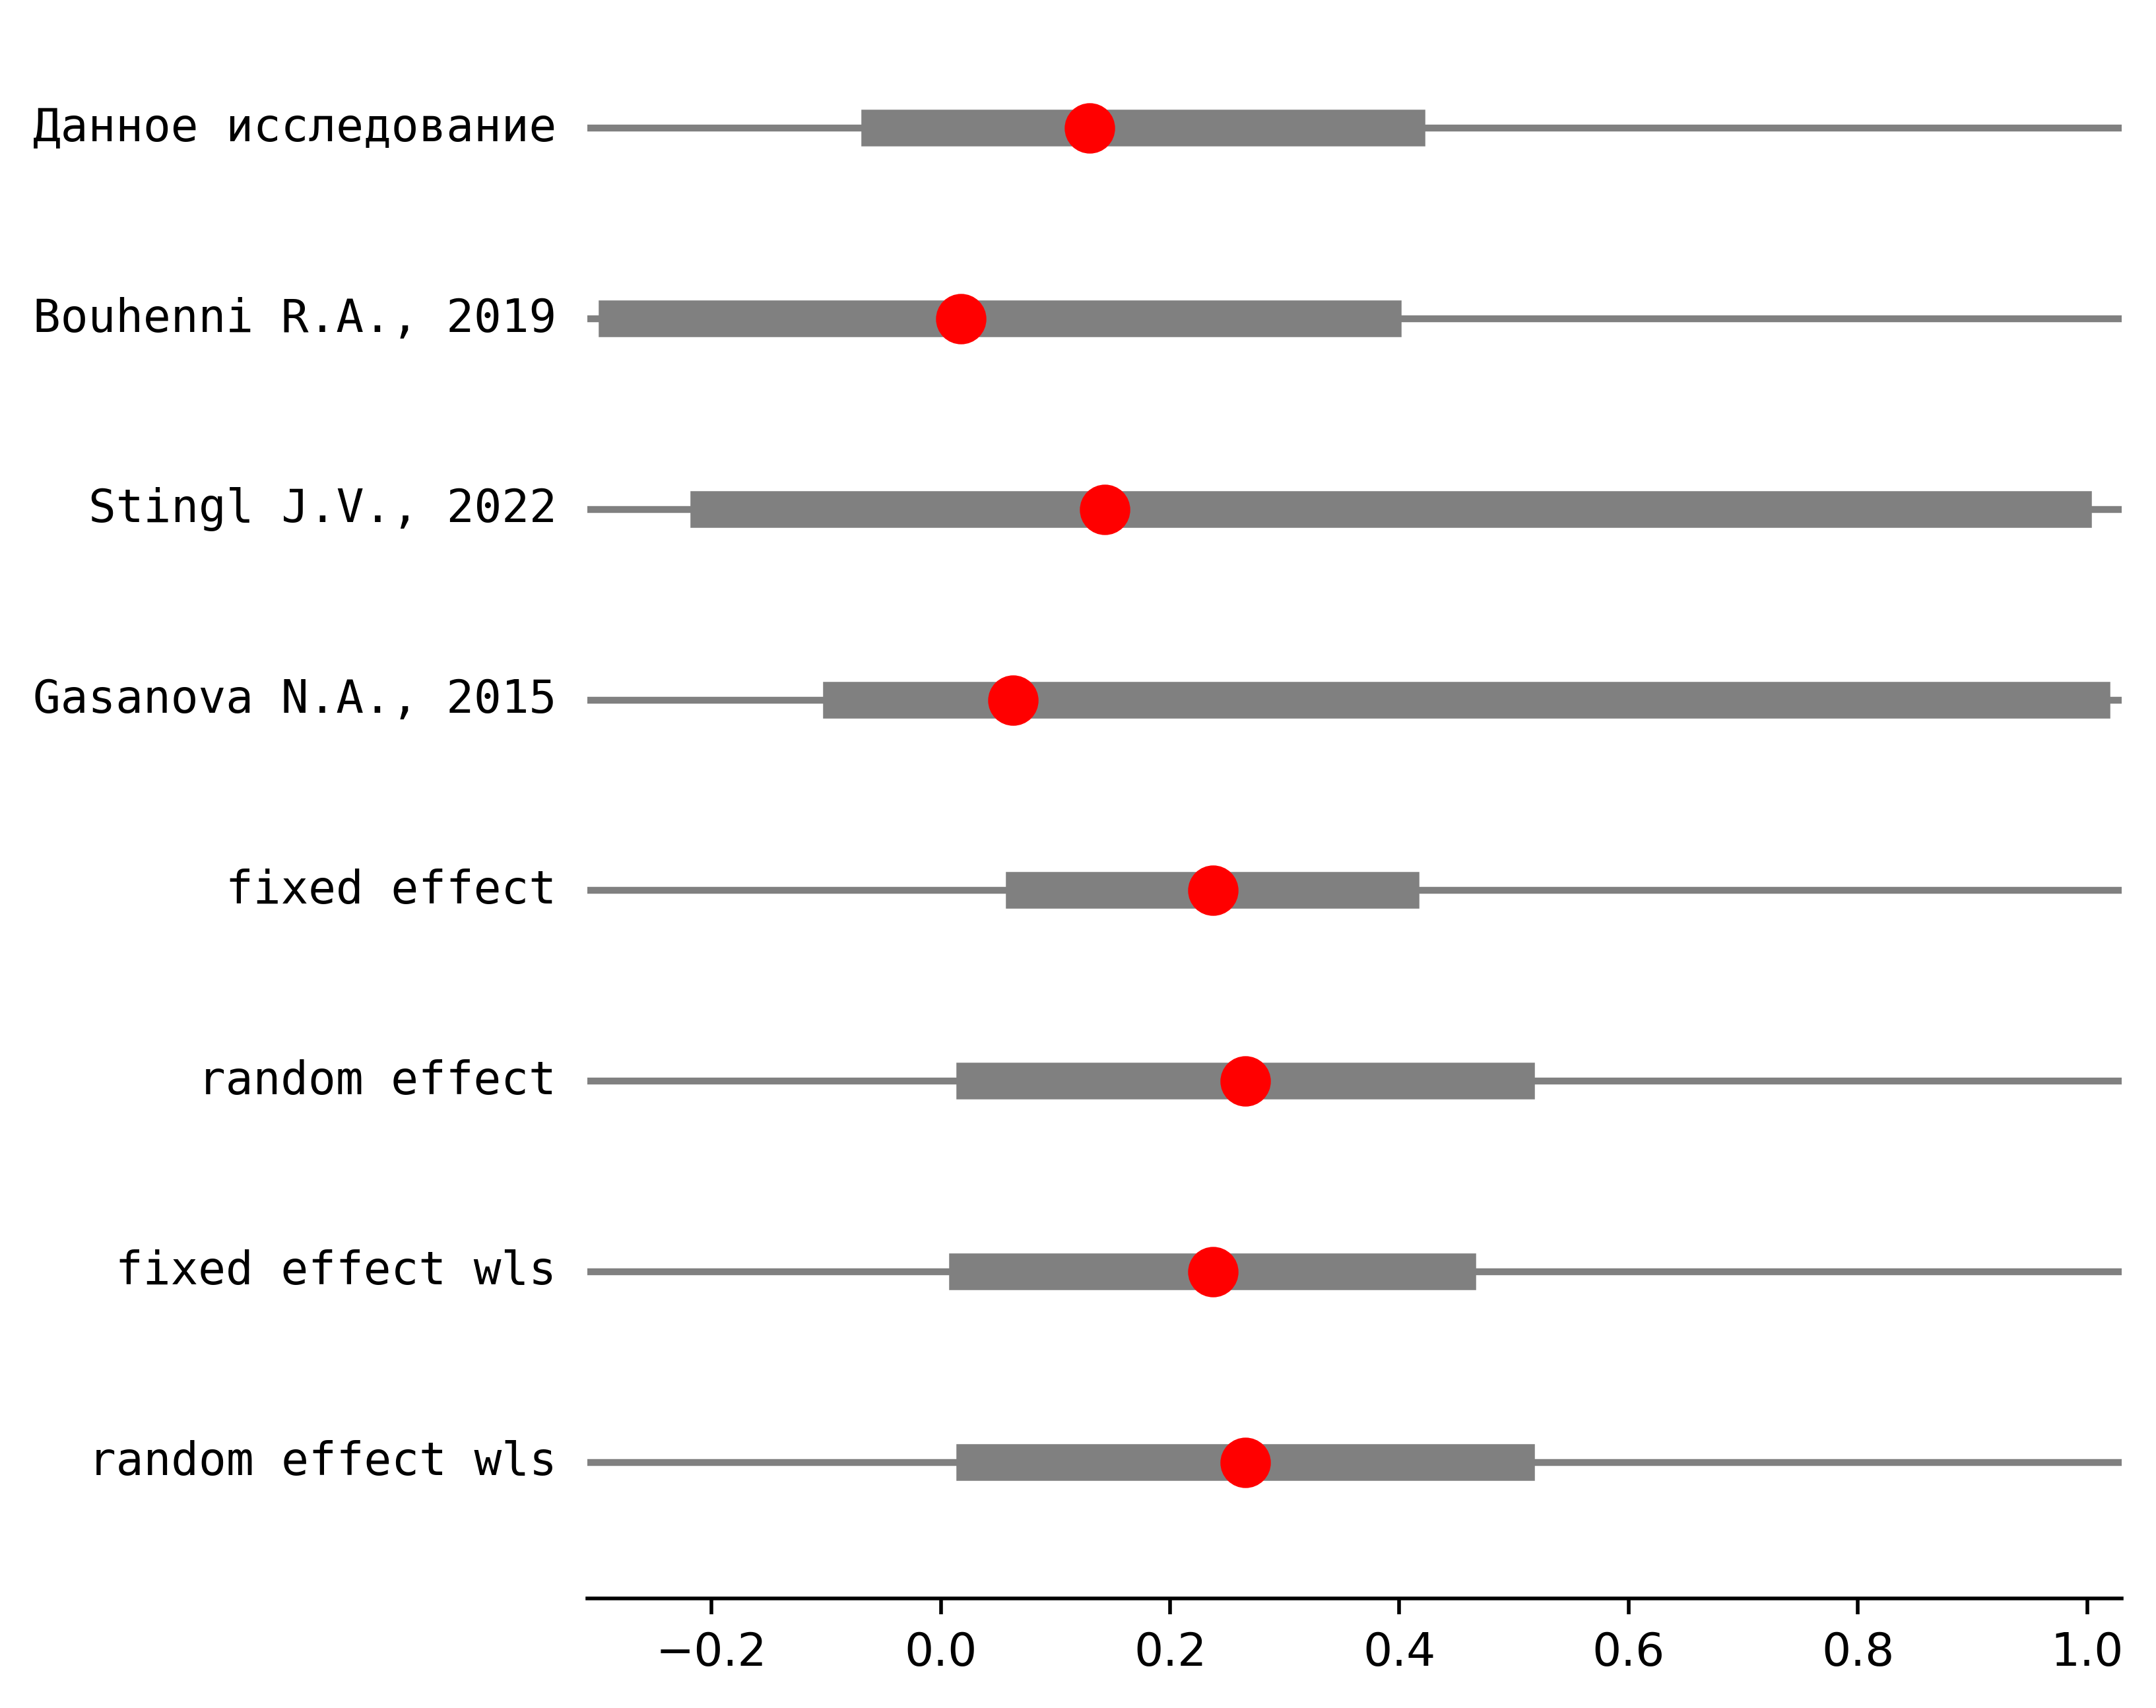 Данное исследование
Bouhenni R.A., 2019
Stingl J.V., 2022
Gasanova N.A., 2015
fixed effect
random effect
fixed effect wls
random effect wls
−0.2 0.0 0.2 0.4 0.6 0.8 1.0